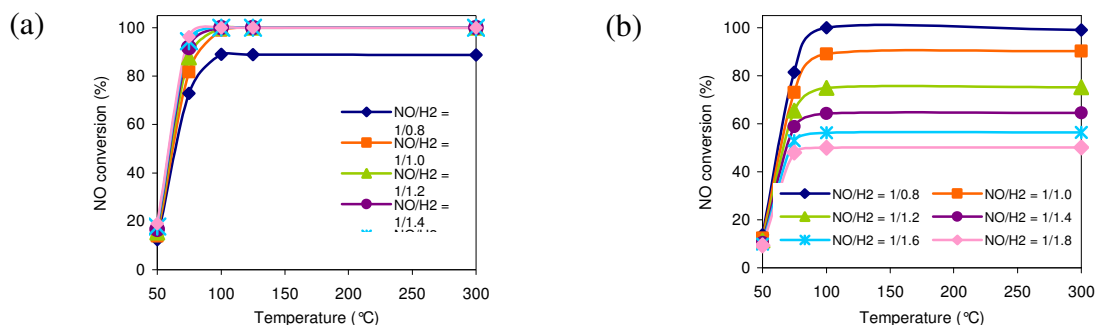 (a)
NO conversion (%)
100
80
60
40
20
0
50
100
150
200
250
300
Temperature (°C)
NO/H2 =
1/0.8
NO/H2 =
1/1.0
NO/H2 =
1/1.2
NO/H2 =
1/1.4
(b)
NO conversion (%)
100
80
60
40
20
0
50
100
150
200
250
300
Temperature (°C)
NO/H2 = 1/0.8
NO/H2 = 1/1.0
NO/H2 = 1/1.2
NO/H2 = 1/1.4
NO/H2 = 1/1.6
NO/H2 = 1/1.8